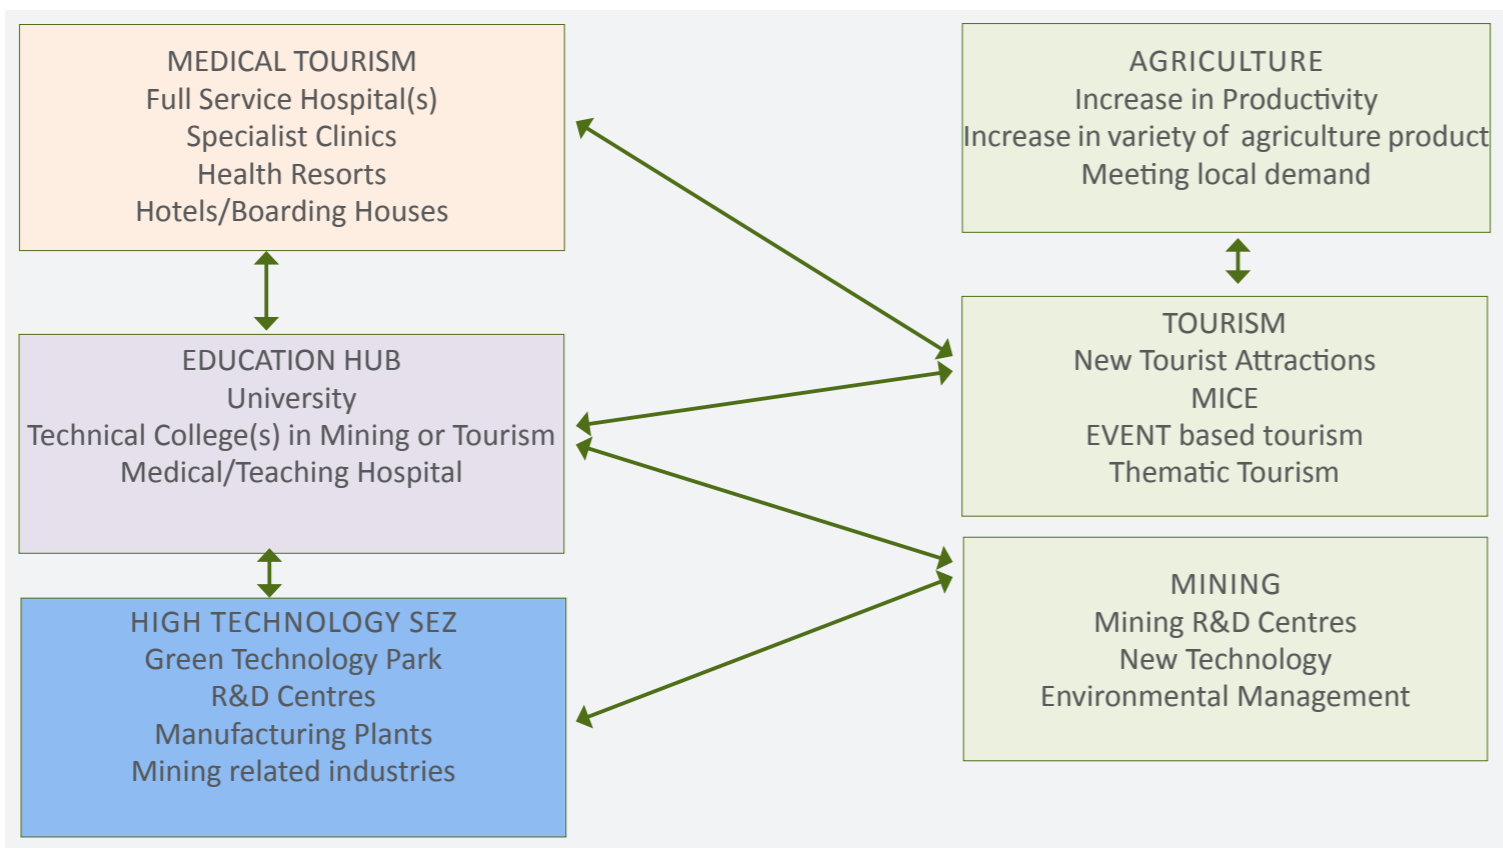 MEDICAL TOURISM
Full Service Hospital(s)
Specialist Clinics
Health Resorts
Hotels/Boarding Houses
EDUCATION HUB
University
Technical College(s) in Mining or Tourism
Medical/Teaching Hospital
HIGH TECHNOLOGY SEZ
Green Technology Park
R&D Centres
Manufacturing Plants
Mining related industries
AGRICULTURE
Increase in Productivity
Increase in variety of agriculture product
Meeting local demand
TOURISM
New Tourist Attractions
MICE
EVENT based tourism
Thematic Tourism
MINING
Mining R&D Centres
New Technology
Environmental Management